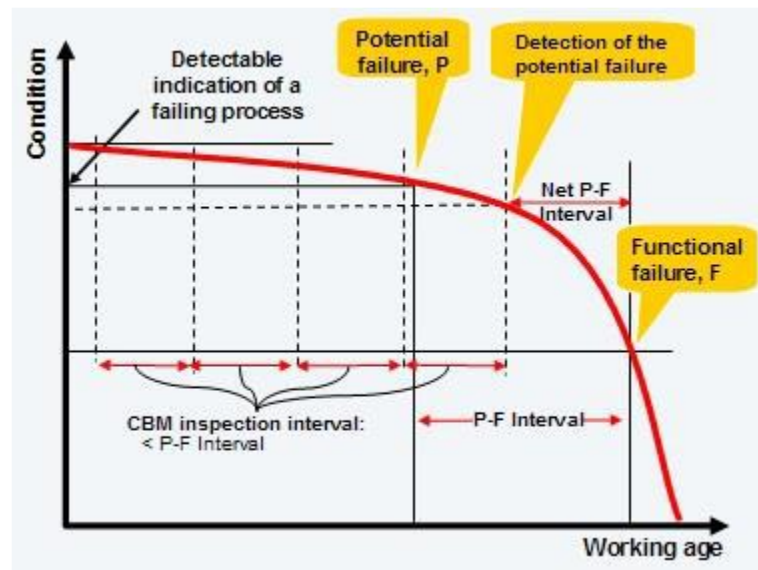 Condition
Detectable
indication of a
failing process
Potential
failure, P
Detection of the
potential failure
Net P-F
Interval
Functional
failure, F
CBM inspection interval:
< P-F Interval
P-F Interval
Working age